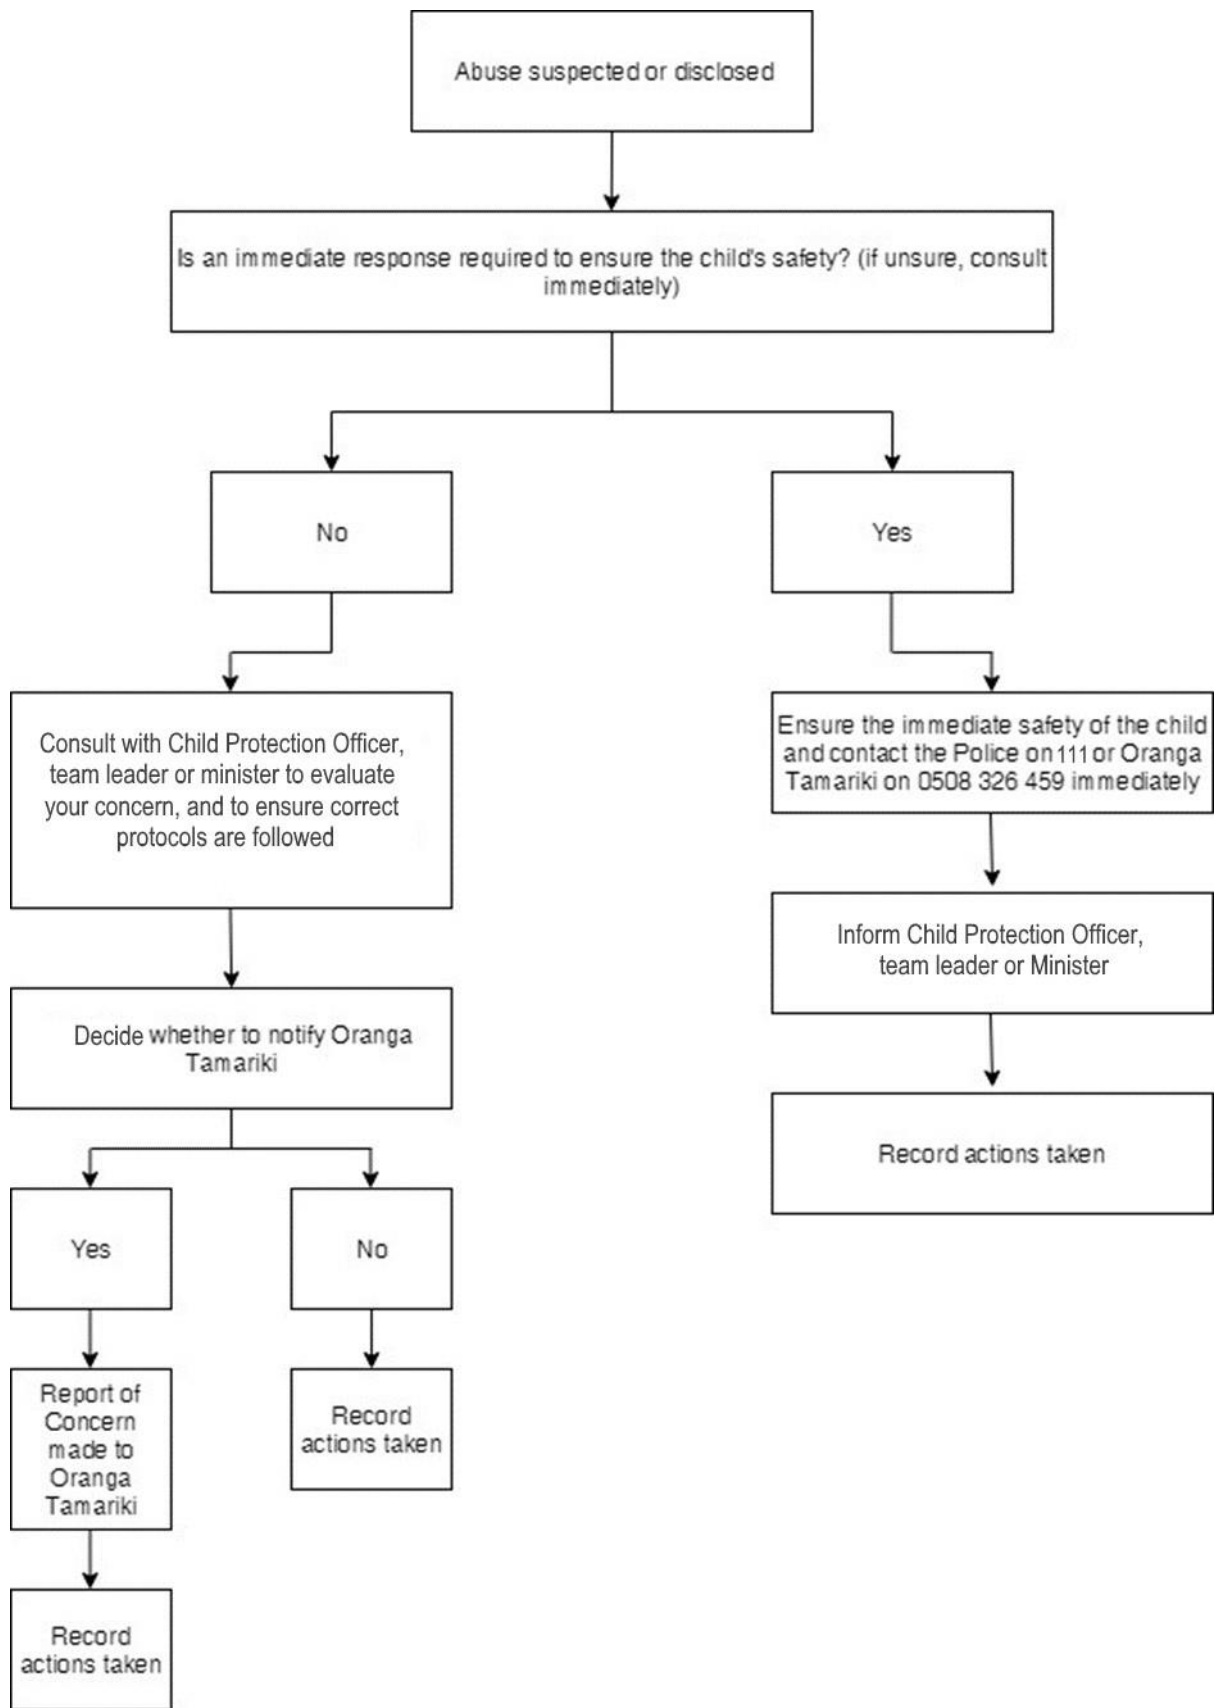 Abuse suspected or disclosed
Is an immediate response required to ensure the child's safety? (if unsure, consult
immediately)
No
Yes
Consult with Child Protection Officer,
team leader or minister to evaluate
your concern, and to ensure correct
protocols are followed
Ensure the immediate safety of the child
and contact the Police on 111 or Oranga
Tamariki on 0508 326 459 immediately
Inform Child Protection Officer,
team leader or Minister
Decide whether to notify Oranga
Tamariki
Record actions taken
Yes
No
Report of
Concern
made to
Oranga
Tamariki
Record
actions taken
Record
actions taken